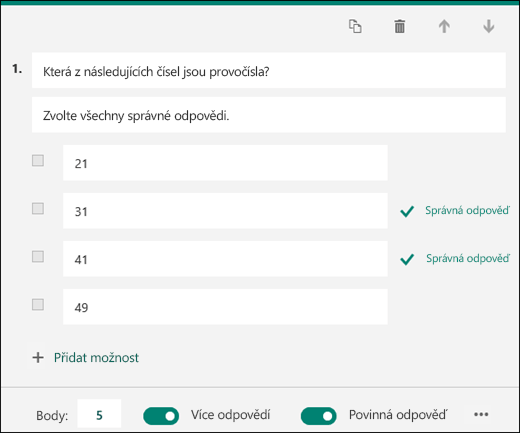 1. Která z následujících čísel jsou provočísla?
Zvolte všechny správné odpovědi.
21
31 Správná odpověď
41 Správná odpověď
49
Přidat možnost
Body: 5 Více odpovědí Povinná odpověď